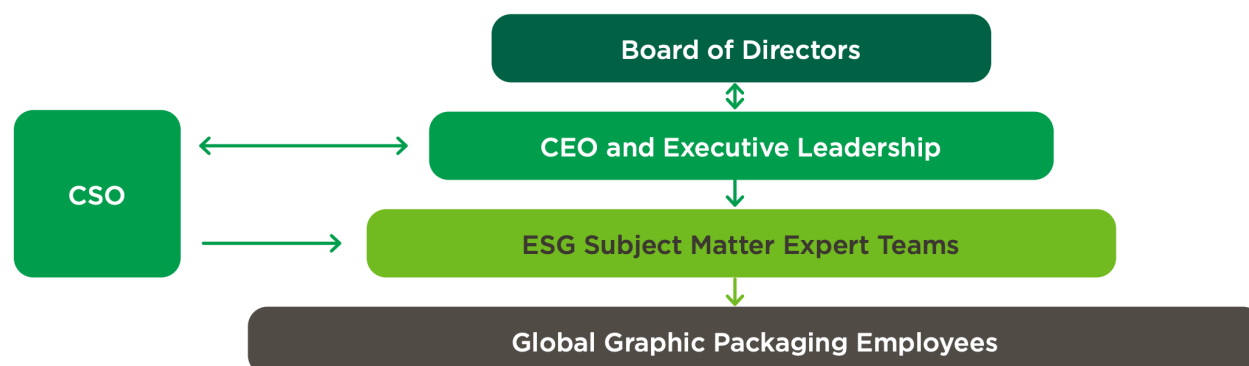 Board of Directors
CEO and Executive Leadership
CSO
ESG Subject Matter Expert Teams
Global Graphic Packaging Employees